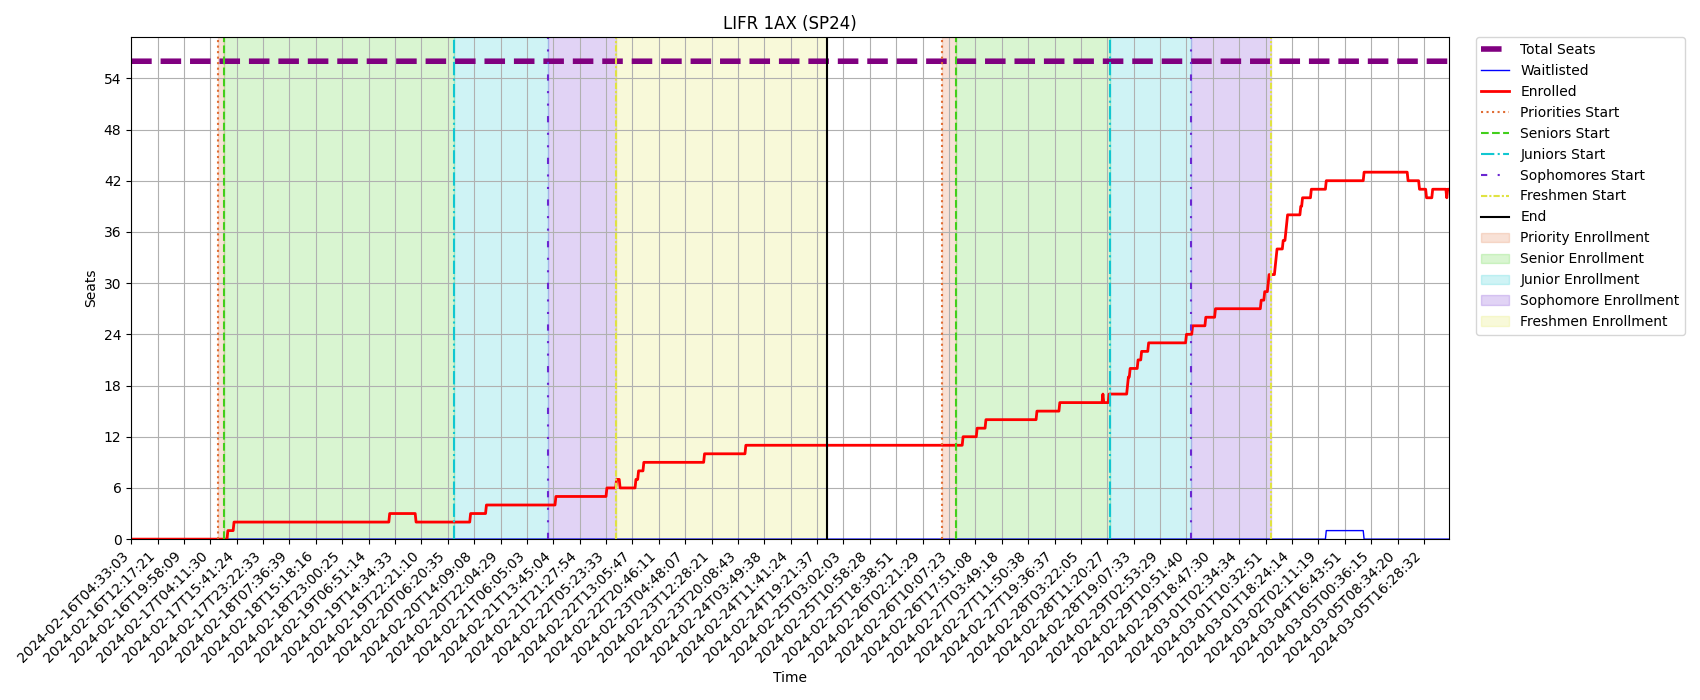 LIFR 1AX (SP24)
Seats
54
48
42
36
30
24
18
12
6
0
2024-02-16T04:33:03
2024-02-16T12:17:21
2024-02-16T19:58:09
2024-02-17T04:11:30
2024-02-17T15:41:24
2024-02-17T23:22:33
2024-02-18T07:36:39
2024-02-18T15:18:16
2024-02-18T23:00:25
2024-02-19T06:51:14
2024-02-19T14:34:33
2024-02-19T22:21:10
2024-02-20T06:20:35
2024-02-20T14:09:08
2024-02-20T22:04:29
2024-02-21T06:05:03
2024-02-21T13:45:04
2024-02-21T21:27:54
2024-02-22T05:23:33
2024-02-22T13:05:47
2024-02-22T20:46:11
2024-02-23T04:48:07
2024-02-23T12:28:21
2024-02-23T20:08:43
2024-02-24T03:49:38
2024-02-24T11:41:24
2024-02-24T19:21:37
2024-02-25T03:02:03
2024-02-25T10:58:28
2024-02-25T18:38:51
2024-02-26T02:21:29
2024-02-26T10:07:23
2024-02-26T17:51:08
2024-02-27T03:49:18
2024-02-27T11:50:38
2024-02-27T19:36:37
2024-02-28T03:22:05
2024-02-28T11:20:27
2024-02-28T19:07:33
2024-02-29T02:53:29
2024-02-29T10:51:40
2024-02-29T18:47:30
2024-03-01T02:34:34
2024-03-01T10:32:51
2024-03-01T18:24:14
2024-03-02T02:11:19
2024-03-04T16:43:51
2024-03-05T00:36:15
2024-03-05T08:34:20
2024-03-05T16:28:32
Time
Total Seats
Waitlisted
Enrolled
Priorities Start
Seniors Start
Juniors Start
Sophomores Start
Freshmen Start
End
Priority Enrollment
Senior Enrollment
Junior Enrollment
Sophomore Enrollment
Freshmen Enrollment